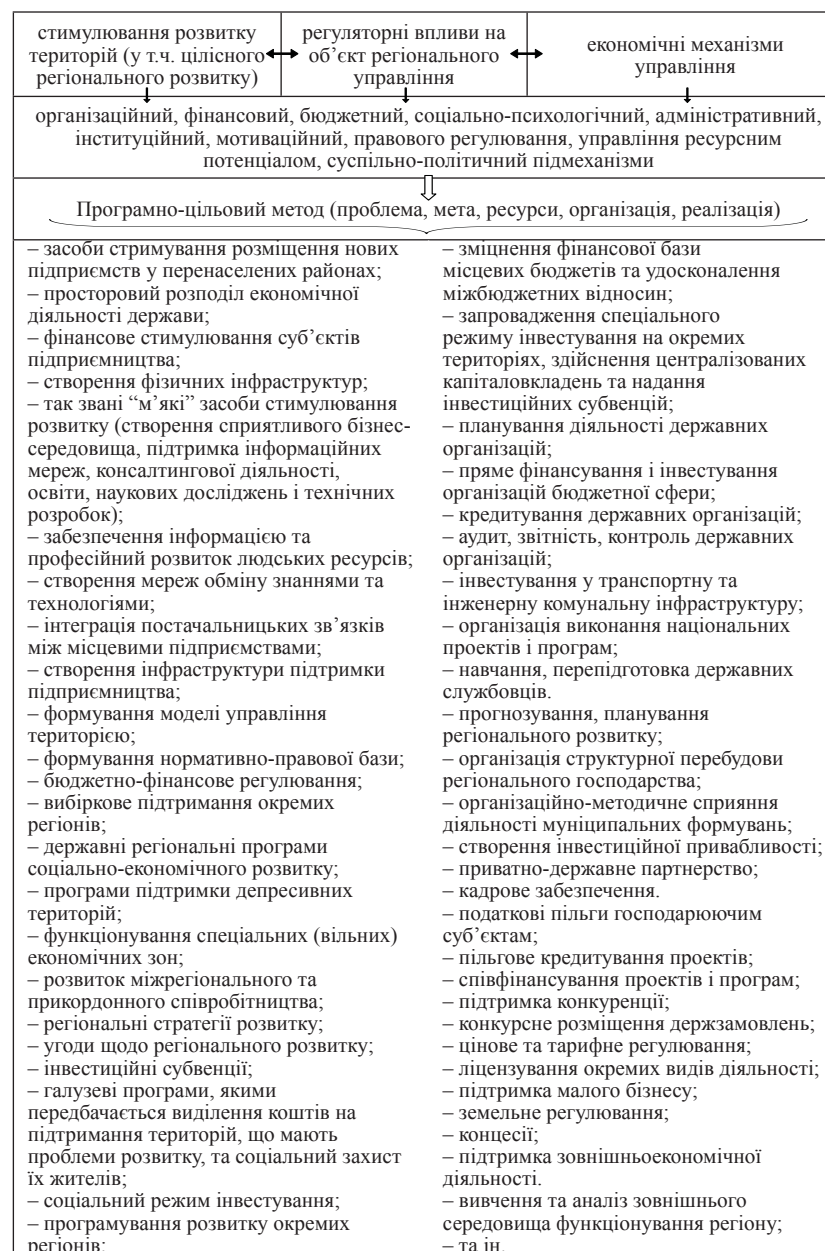 стимулювання розвитку
територій (у т.ч. цілісного
регіонального розвитку)
регуляторні впливи на
об’єкт регіонального
управління
економічні механізми
управління
організаційний, фінансовий, бюджетний, соціально-психологічний, адміністративний,
інституційний, мотиваційний, правового регулювання, управління ресурсним
потенціалом, суспільно-політичний підмеханізми
Програмно-цільовий метод (проблема, мета, ресурси, організація, реалізація)
– засоби стримування розміщення нових
підприємств у перенаселених районах;
– просторовий розподіл економічної
діяльності держави;
– фінансове стимулювання суб’єктів
підприємництва;
– створення фізичних інфраструктур;
– так звані “м’які” засоби стимулювання
розвитку (створення сприятливого бізнес-
середовища, підтримка інформаційних
мереж, консалтингової діяльності,
освіти, наукових досліджень і технічних
розробок);
– забезпечення інформацією та
професійний розвиток людських ресурсів;
– створення мереж обміну знаннями та
технологіями;
– інтеграція постачальницьких зв’язків
між місцевими підприємствами;
– створення інфраструктури підтримки
підприємництва;
– формування моделі управління
територією;
– формування нормативно-правової бази;
– бюджетно-фінансове регулювання;
– вибіркове підтримання окремих
регіонів;
– державні регіональні програми
соціально-економічного розвитку;
– програми підтримки депресивних
територій;
– функціонування спеціальних (вільних)
економічних зон;
– розвиток міжрегіонального та
прикордонного співробітництва;
– регіональні стратегії розвитку;
– угоди щодо регіонального розвитку;
– інвестиційні субвенції;
– галузеві програми, якими
передбачається виділення коштів на
підтримання територій, що мають
проблеми розвитку, та соціальний захист
їх жителів;
– соціальний режим інвестування;
– програмування розвитку окремих
регіонів;
– зміцнення фінансової бази
місцевих бюджетів та удосконалення
міжбюджетних відносин;
– запровадження спеціального
режиму інвестування на окремих
територіях, здійснення централізованих
капіталовкладень та надання
інвестиційних субвенцій;
– планування діяльності державних
організацій;
– пряме фінансування і інвестування
організацій бюджетної сфери;
– кредитування державних організацій;
– аудит, звітність, контроль державних
організацій;
– інвестування у транспортну та
інженерну комунальну інфраструктуру;
– організація виконання національних
проектів і програм;
– навчання, перепідготовка державних
службовців.
– прогнозування, планування
регіонального розвитку;
– організація структурної перебудови
регіонального господарства;
– організаційно-методичне сприяння
діяльності муніципальних формувань;
– створення інвестиційної привабливості;
– приватно-державне партнерство;
– кадрове забезпечення.
– податкові пільги господарюючим
суб’єктам;
– пільгове кредитування проектів;
– співфінансування проектів і програм;
– підтримка конкуренції;
– конкурсне розміщення держзамовлень;
– цінове та тарифне регулювання;
– ліцензування окремих видів діяльності;
– підтримка малого бізнесу;
– земельне регулювання;
– концесії;
– підтримка зовнішньоекономічної
діяльності.
– вивчення та аналіз зовнішнього
середовища функціонування регіону;
– та ін.